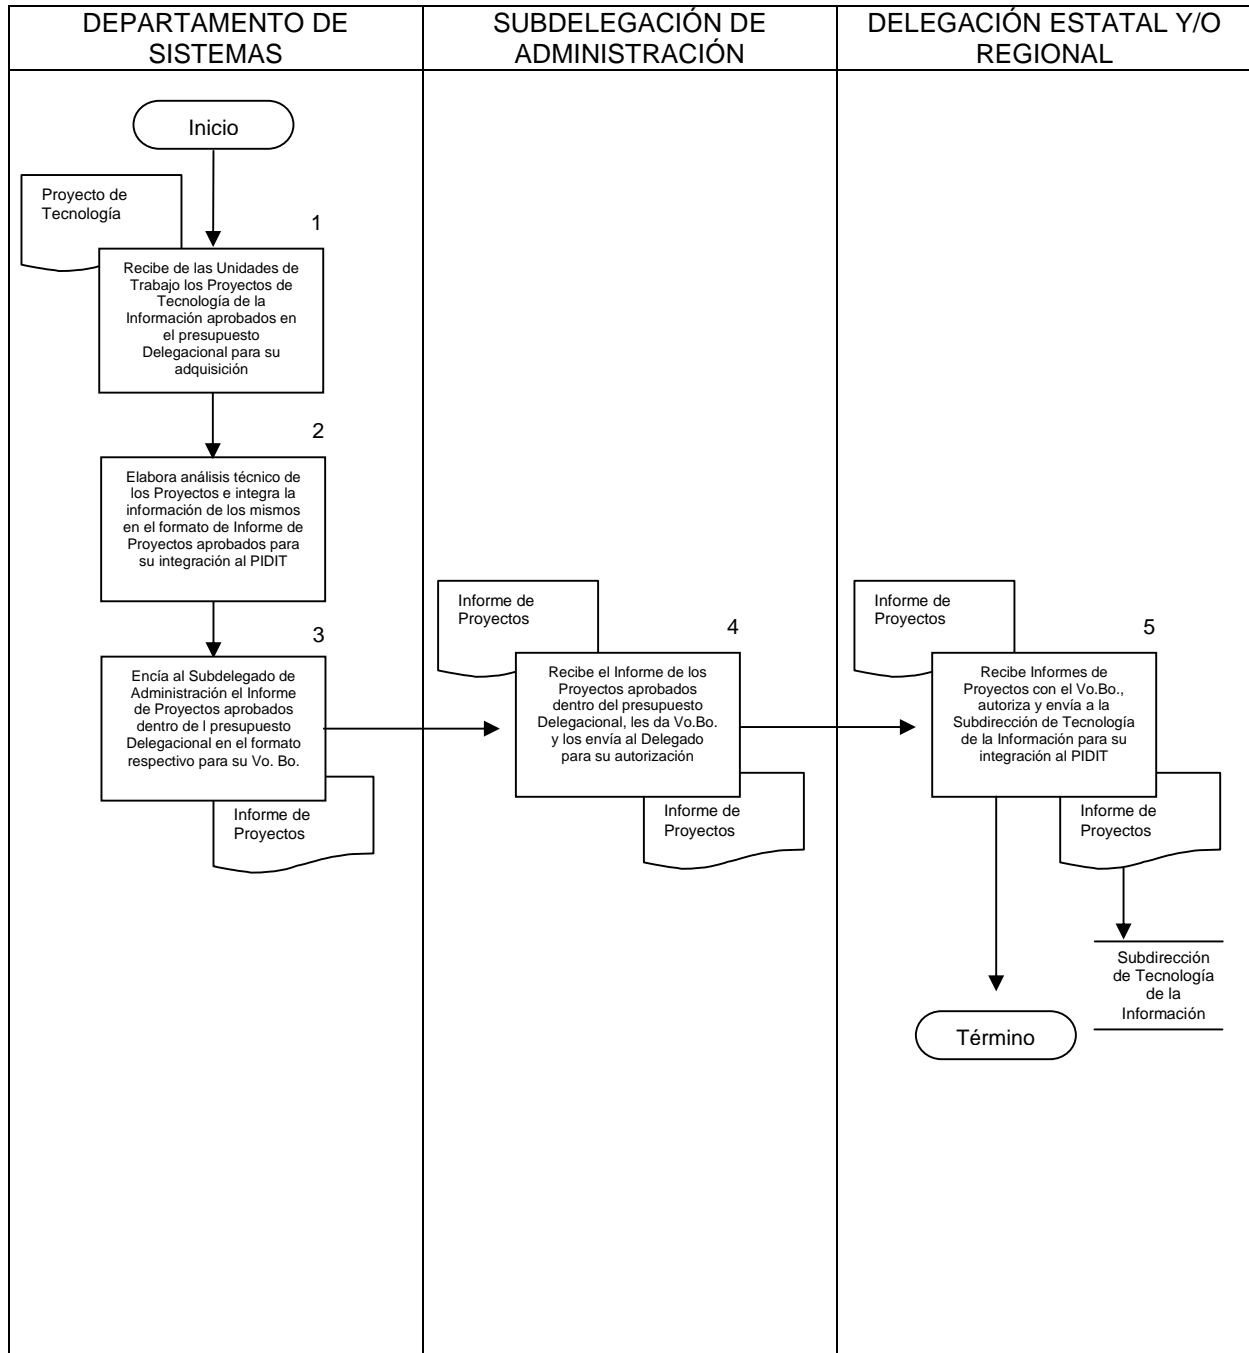 DEPARTAMENTO DE
SISTEMAS
SUBDELEGACIÓN DE
ADMINISTRACIÓN
DELEGACIÓN ESTATAL Y/O
REGIONAL
Inicio
Proyecto de
Tecnología
1
Recibe de las Unidades de
Trabajo los Proyectos de
Tecnología de la
Información aprobados en
el presupuesto
Delegacional para su
adquisición
2
Elabora análisis técnico de
los Proyectos e integra la
información de los mismos
en el formato de Informe de
Proyectos aprobados para
su integración al PIDIT
3
Encía al Subdelegado de
Administración el Informe
de Proyectos aprobados
dentro de l presupuesto
Delegacional en el formato
respectivo para su Vo. Bo.
Informe de
Proyectos
Informe de
Proyectos
4
Recibe el Informe de los
Proyectos aprobados
dentro del presupuesto
Delegacional, les da Vo.Bo.
y los envía al Delegado
para su autorización
Informe de
Proyectos
Informe de
Proyectos
5
Recibe Informes de
Proyectos con el Vo.Bo.,
autoriza y envía a la
Subdirección de Tecnología
de la Información para su
integración al PIDIT
Informe de
Proyectos
Subdirección
de Tecnología
de la
Información
Término